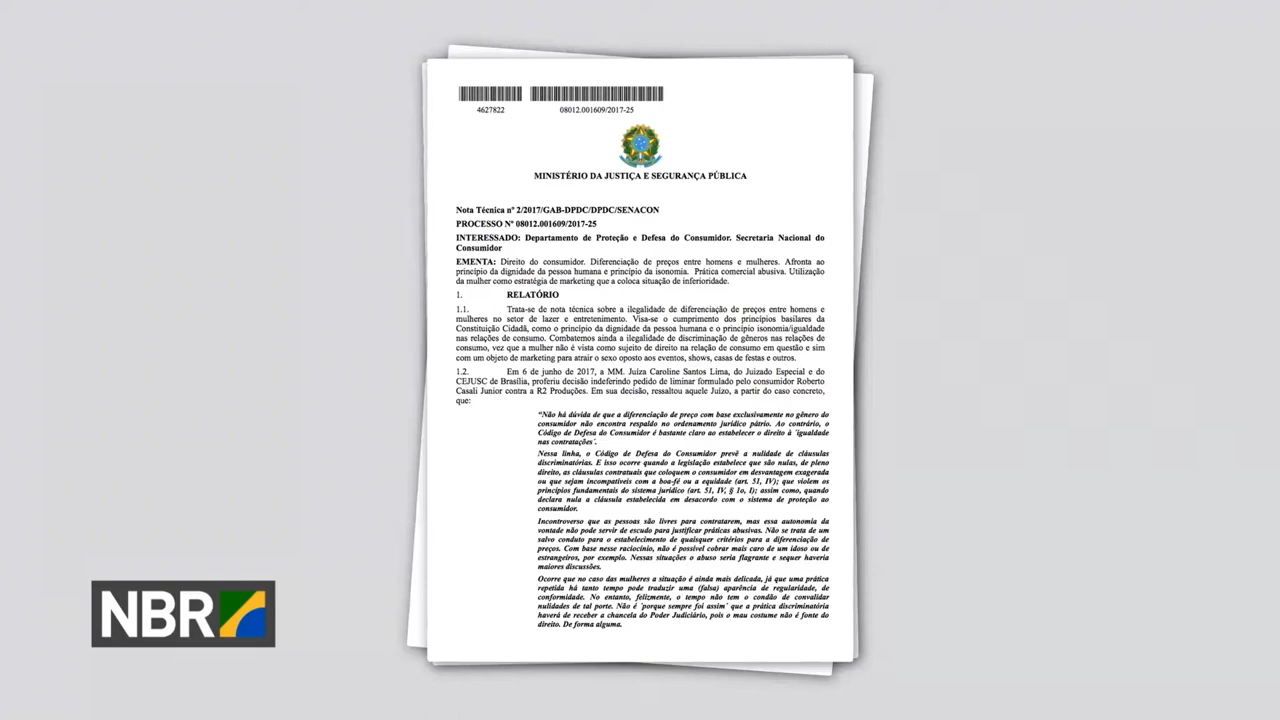 4627822 08012.001609/2017-25
MINISTÉRIO DA JUSTIÇA E SEGURANÇA PÚBLICA
Nota Técnica nº 2/2017/GAB-DPDC/DPDC/SENACON
PROCESSO Nº 08012.001609/2017-25
INTERESSADO: Departamento de Proteção e Defesa do Consumidor. Secretaria Nacional do
Consumidor
EMENTA: Direito do consumidor. Diferenciação de preços entre homens e mulheres. Afronta ao
princípio da dignidade da pessoa humana e princípio da isonomia. Prática comercial abusiva. Utilização
da mulher como estratégia de marketing que a coloca situação de inferioridade.
1. RELATÓRIO
1.1. Trata-se de nota técnica sobre a ilegalidade de diferenciação de preços entre homens e
mulheres no setor de lazer e entretenimento. Visa-se o cumprimento dos princípios basilares da
Constituição Cidadã, como o princípio da dignidade da pessoa humana e o princípio isonomia/igualdade
nas relações de consumo. Combatemos ainda a ilegalidade de discriminação de gêneros nas relações de
consumo, vez que a mulher não é vista como sujeito de direito na relação de consumo em questão e sim
com um objeto de marketing para atrair o sexo oposto aos eventos, shows, casas de festas e outros.
1.2. Em 6 de junho de 2017, a MM. Juíza Caroline Santos Lima, do Juizado Especial e do
CEJUSC de Brasília, proferiu decisão indeferindo pedido de liminar formulado pelo consumidor Roberto
Casali Junior contra a R2 Produções. Em sua decisão, ressaltou aquele Juízo, a partir do caso concreto,
que:
"Não há dúvida de que a diferenciação de preço com base exclusivamente no gênero do
consumidor não encontra respaldo no ordenamento jurídico pátrio. Ao contrário, o
Código de Defesa do Consumidor é bastante claro ao estabelecer o direito à ´igualdade
nas contratações´.
Nessa linha, o Código de Defesa do Consumidor prevê a nulidade de cláusulas
discriminatórias. E isso ocorre quando a legislação estabelece que são nulas, de pleno
direito, as cláusulas contratuais que coloquem o consumidor em desvantagem exagerada
ou que sejam incompatíveis com a boa-fé ou a equidade (art. 51, IV); que violem os
princípios fundamentais do sistema jurídico (art. 51, IV, § 1o, I); assim como, quando
declara nula a cláusula estabelecida em desacordo com o sistema de proteção ao
consumidor.
Incontroverso que as pessoas são livres para contratarem, mas essa autonomia da
vontade não pode servir de escudo para justificar práticas abusivas. Não se trata de um
salvo conduto para o estabelecimento de quaisquer critérios para a diferenciação de
preços. Com base nesse raciocínio, não é possível cobrar mais caro de um idoso ou de
estrangeiros, por exemplo. Nessas situações o abuso seria flagrante e sequer haveria
maiores discussões.
Ocorre que no caso das mulheres a situação é ainda mais delicada, já que uma prática
repetida há tanto tempo pode traduzir uma (falsa) aparência de regularidade, de
conformidade. No entanto, felizmente, o tempo não tem o condão de convalidar
nulidades de tal porte. Não é ´porque sempre foi assim´ que a prática discriminatória
haverá de receber a chancela do Poder Judiciário, pois o mau costume não é fonte do
direito. De forma alguma.
NBR